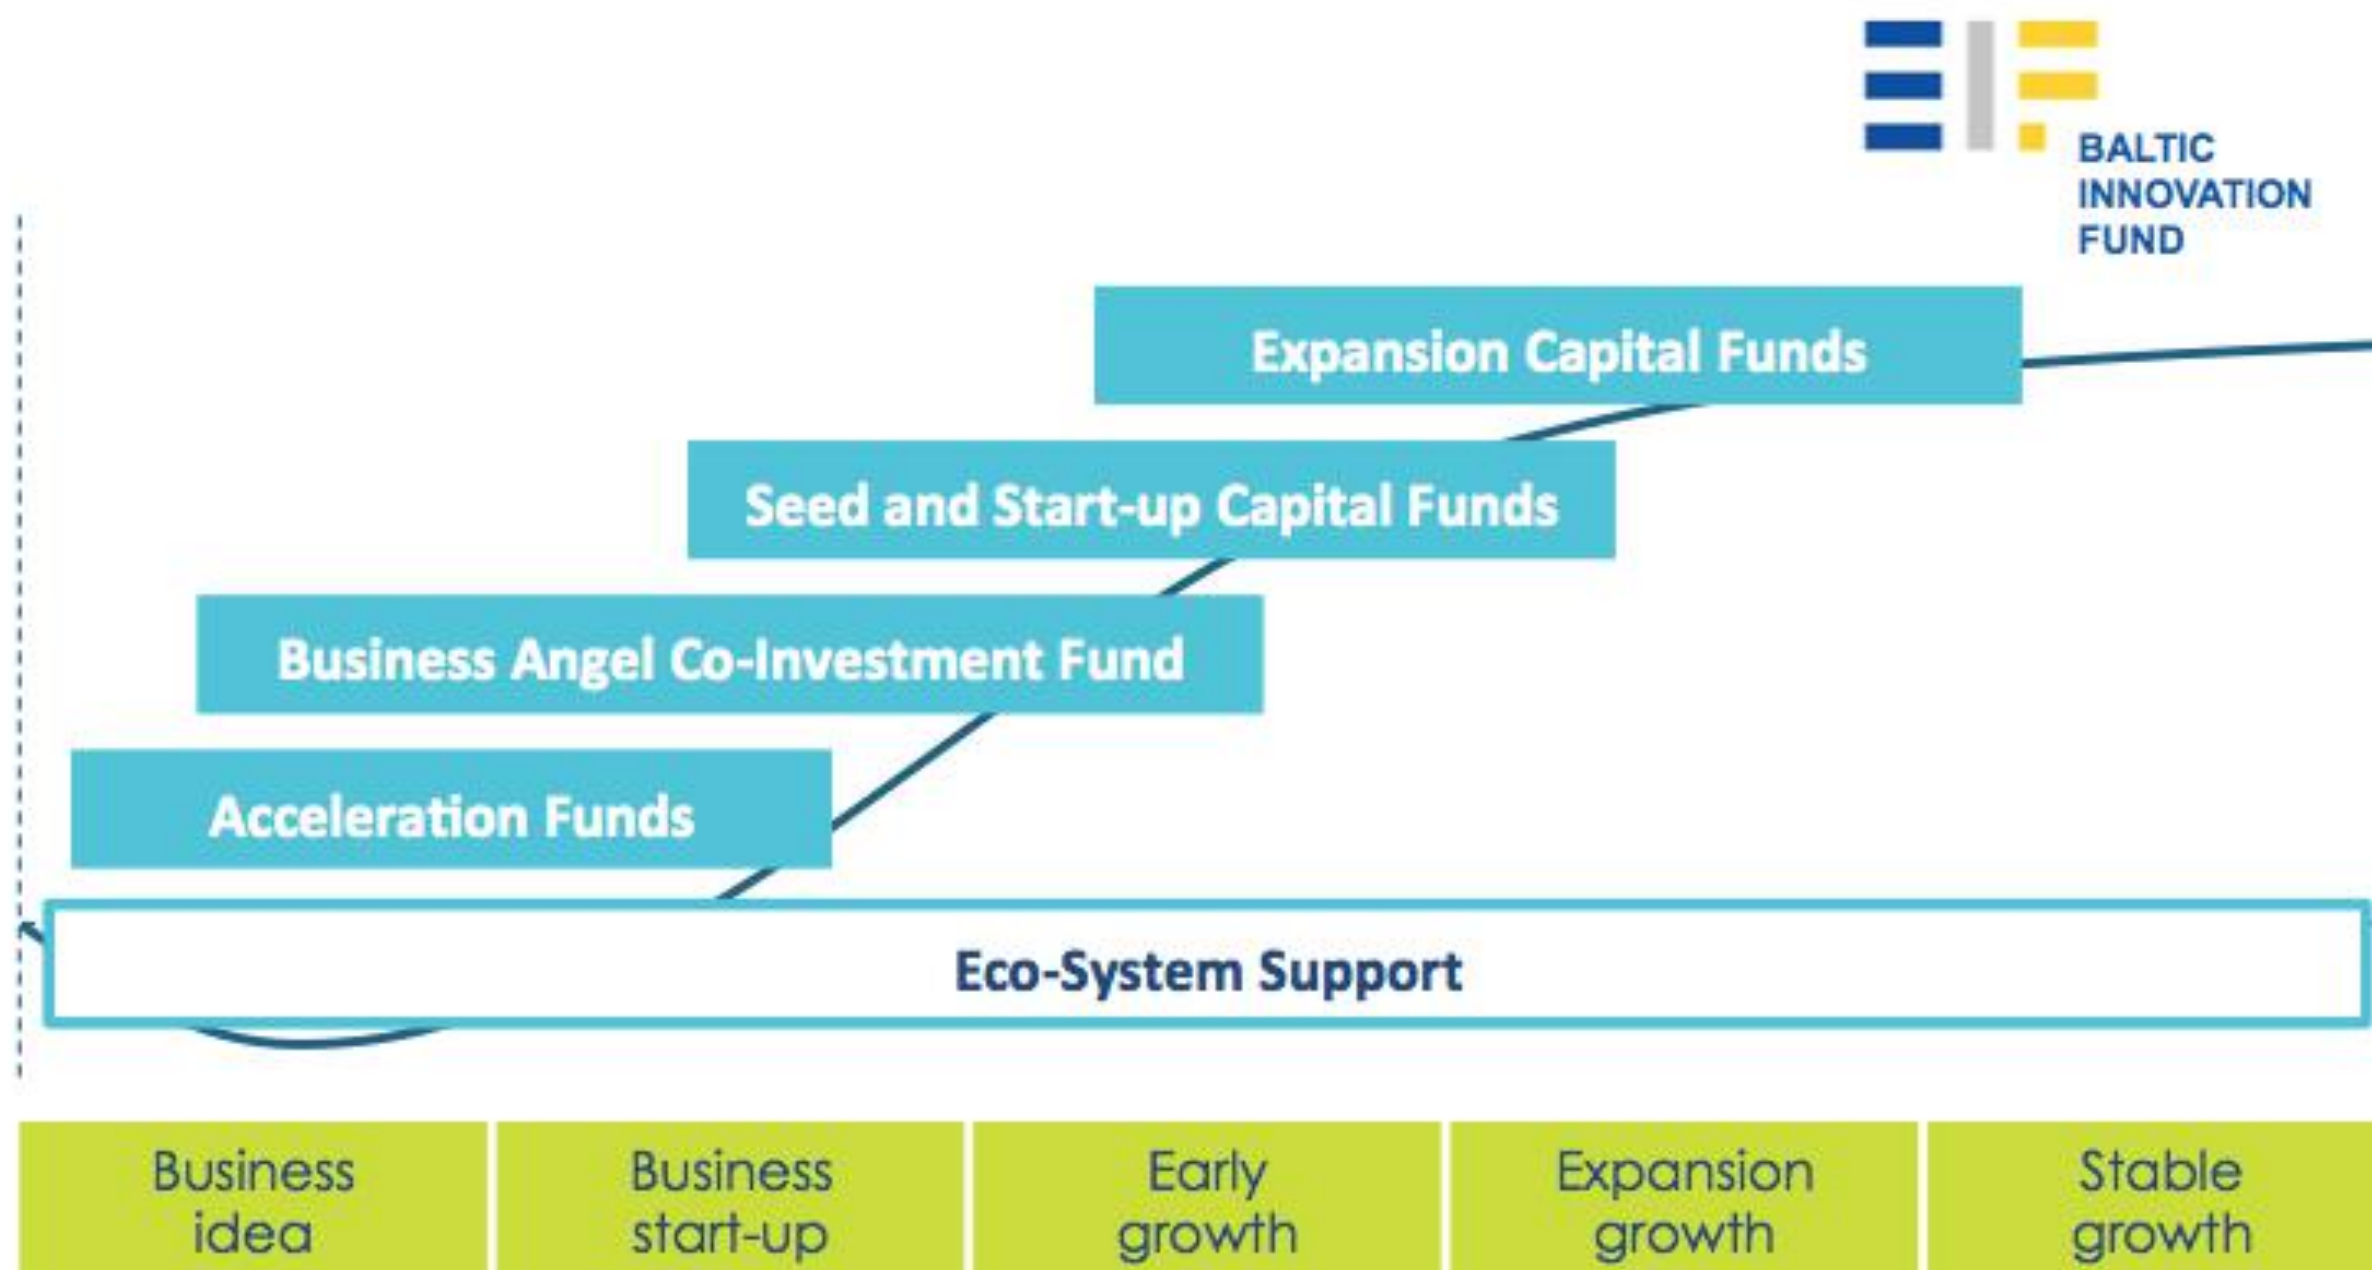 BALTIC
INNOVATION
FUND
Expansion Capital Funds
Seed and Start-up Capital Funds
Business Angel Co-Investment Fund
Acceleration Funds
Eco-System Support
Business
idea
Business
start-up
Early
growth
Expansion
growth
Stable
growth